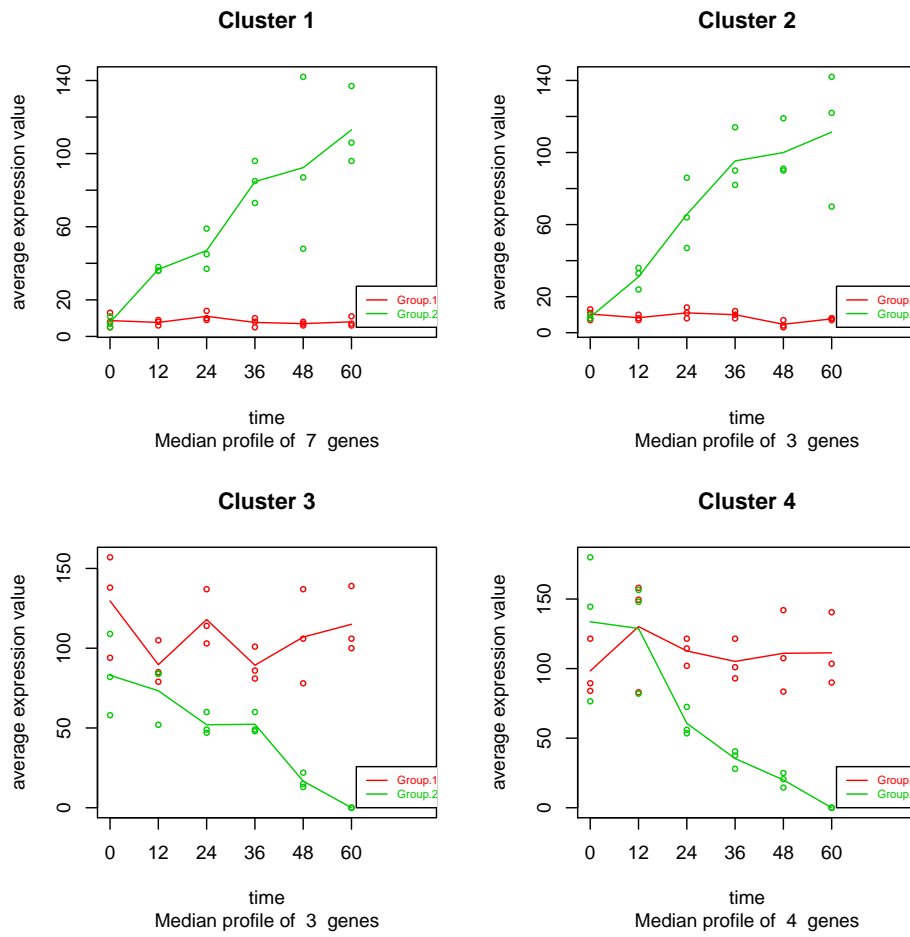 Cluster 1
average expression value
0 20 60 100 140
Group.1
Group.2
0 12 24 36 48 60
time
Median profile of 7 genes
Cluster 2
average expression value
0 20 60 100 140
Group.
Group.
0 12 24 36 48 60
time
Median profile of 3 genes
Cluster 3
average expression value
0 50 100 150
Group.1
Group.2
0 12 24 36 48 60
time
Median profile of 3 genes
Cluster 4
average expression value
0 50 100 150
Group.
Group.
0 12 24 36 48 60
time
Median profile of 4 genes